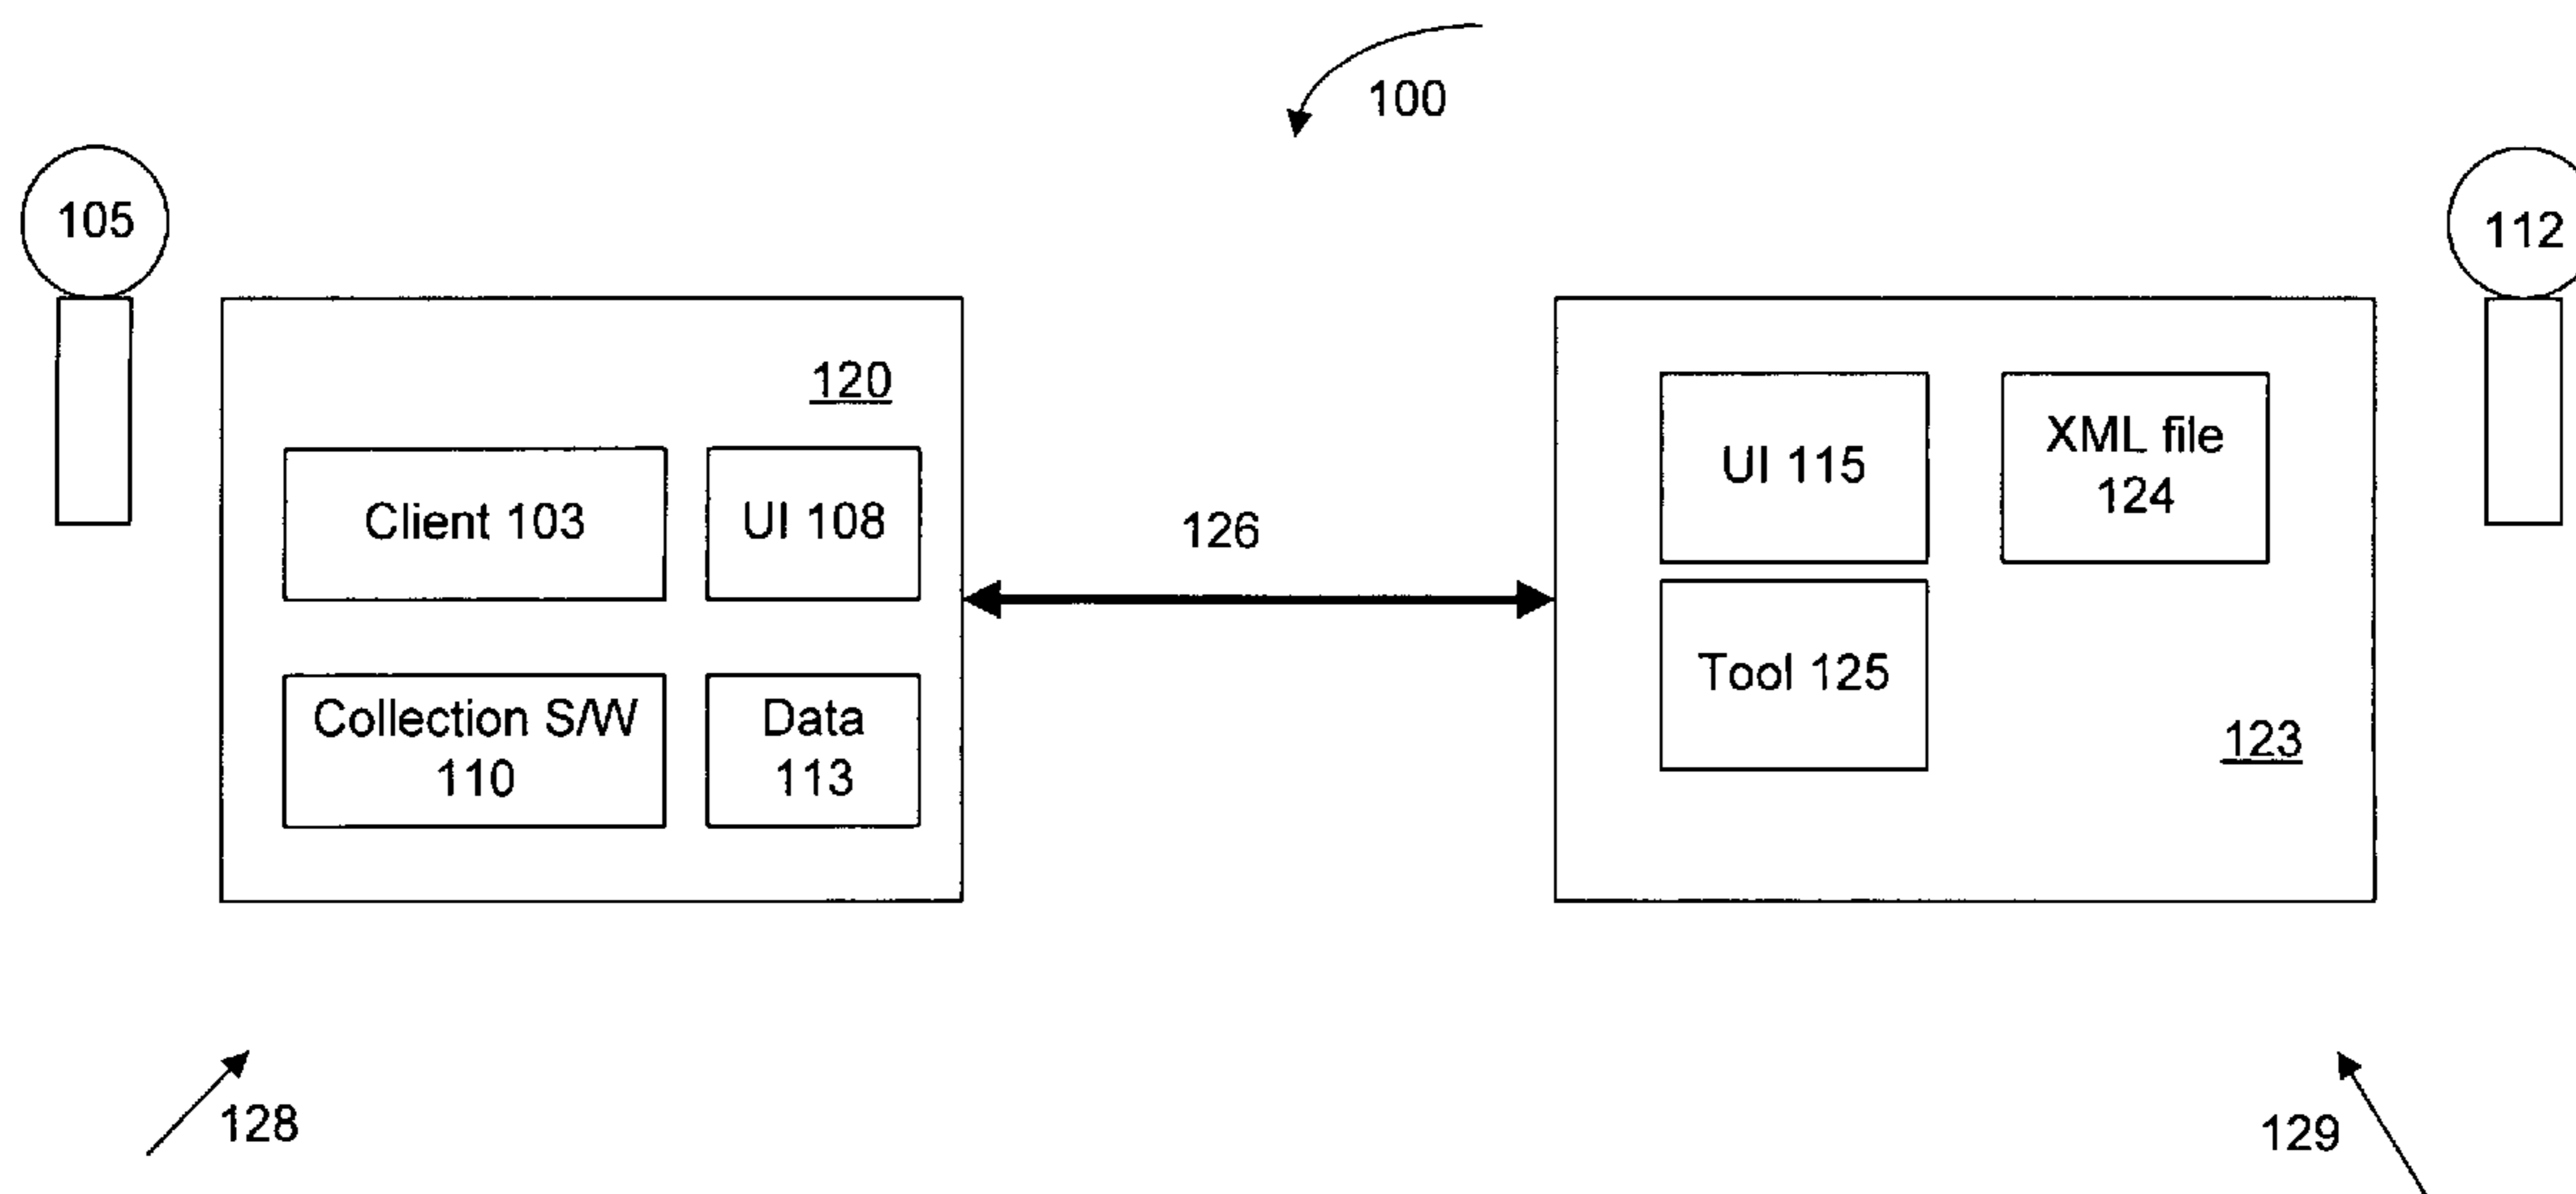 100
105
112
120
Client 103
UI 108
Collection S/W
110
Data
113
126
UI 115
XML file
124
Tool 125
123
128
129